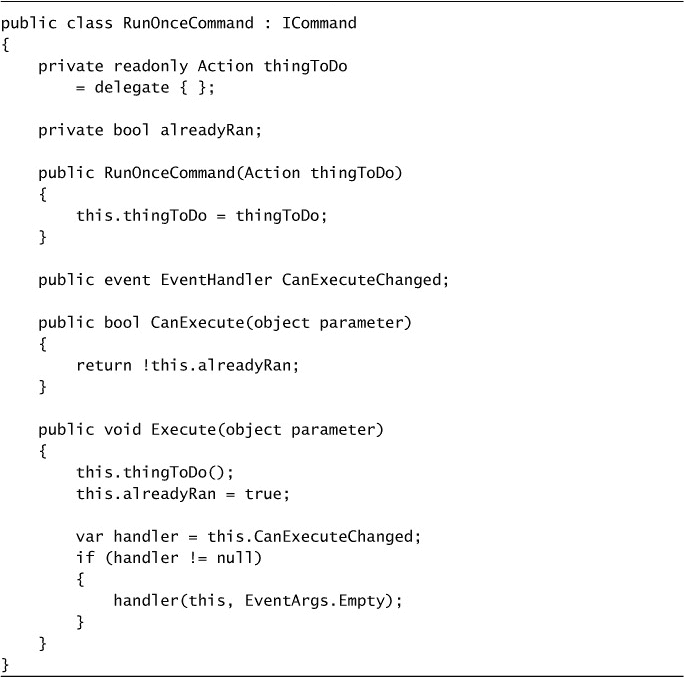 public class RunOnceCommand : ICommand
{
    private readonly Action thingToDo
        = delegate { };

    private bool alreadyRan;

    public RunOnceCommand(Action thingToDo)
    {
        this.thingToDo = thingToDo;
    }

    public event EventHandler CanExecuteChanged;

    public bool CanExecute(object parameter)
    {
        return !this.alreadyRan;
    }

    public void Execute(object parameter)
    {
        this.thingToDo();
        this.alreadyRan = true;

        var handler = this.CanExecuteChanged;
        if (handler != null)
        {
            handler(this, EventArgs.Empty);
        }
    }
}